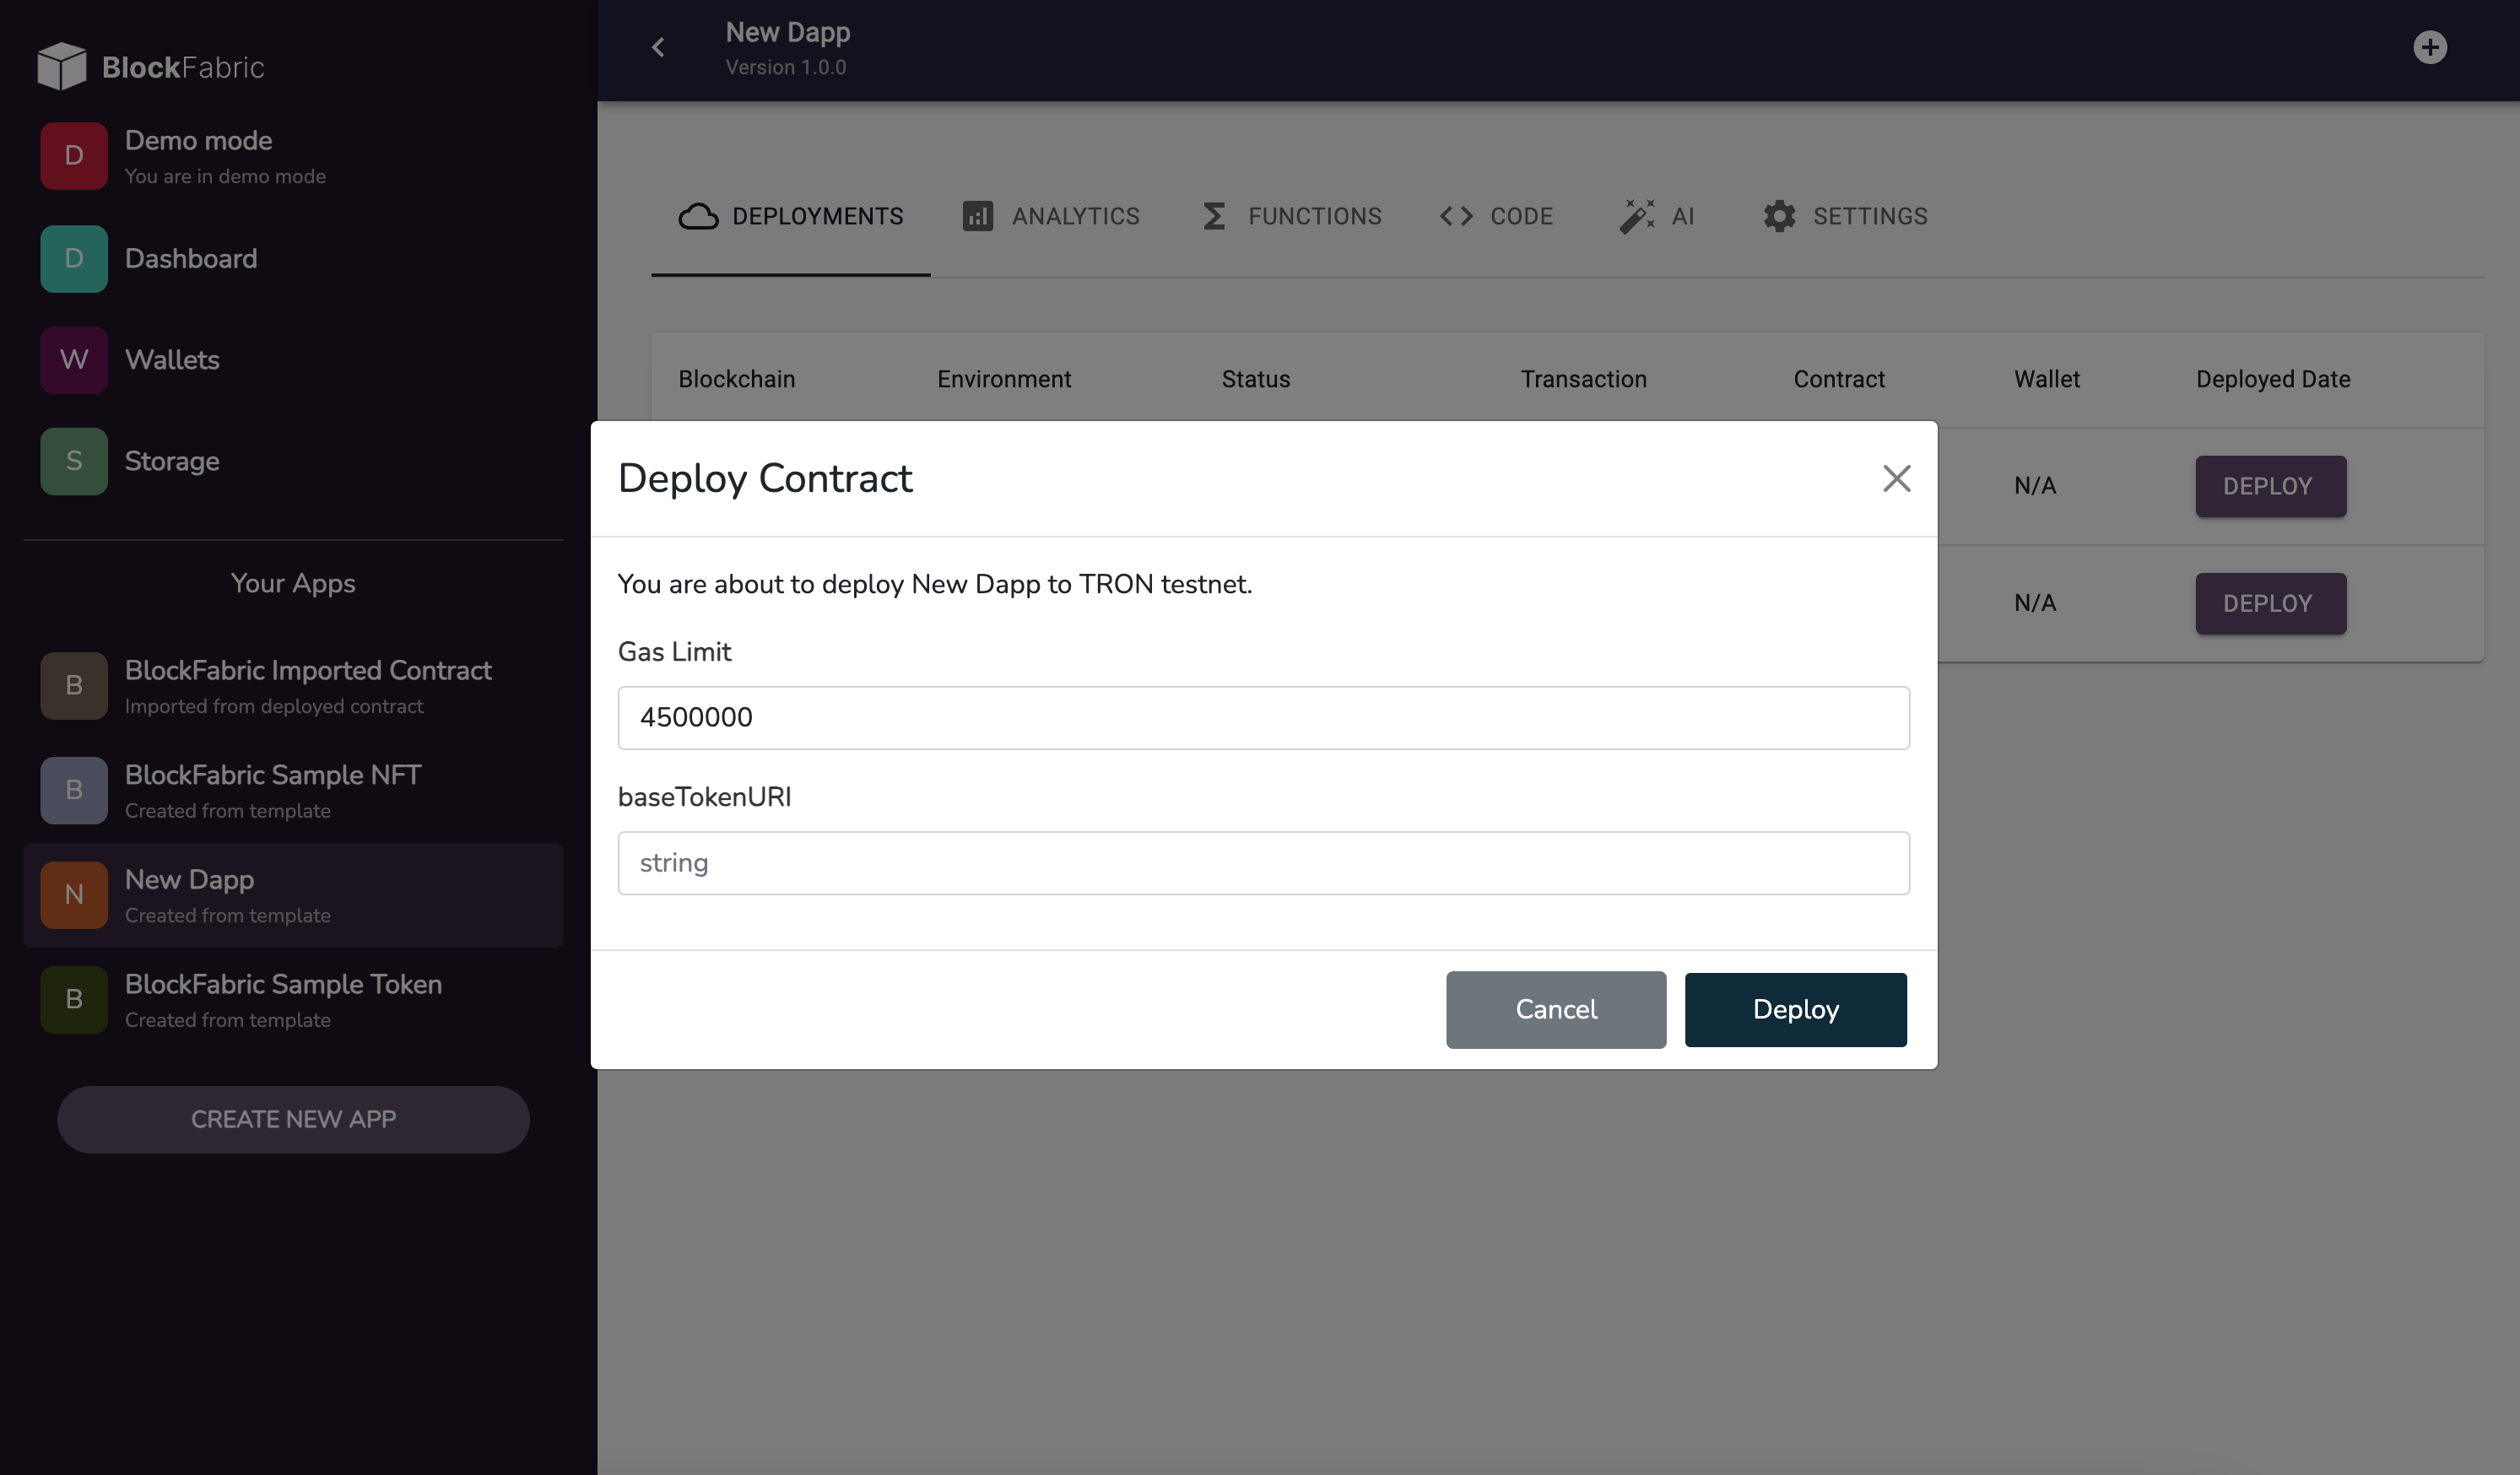 BlockFabric
D
Demo mode
You are in demo mode
D
Dashboard
W
Wallets
S
Storage
Your Apps
B
BlockFabric Imported Contract
Imported from deployed contract
B
BlockFabric Sample NFT
Created from template
N
New Dapp
Created from template
B
BlockFabric Sample Token
Created from template
CREATE NEW APP
New Dapp
Version 1.0.0
DEPLOYMENTS
ANALYTICS
FUNCTIONS
CODE
AI
SETTINGS
Blockchain Environment Status Transaction Contract Wallet Deployed Date
N/A DEPLOY
N/A DEPLOY
Deploy Contract
You are about to deploy New Dapp to TRON testnet.
Gas Limit
4500000
baseTokenURI
string
Cancel
Deploy